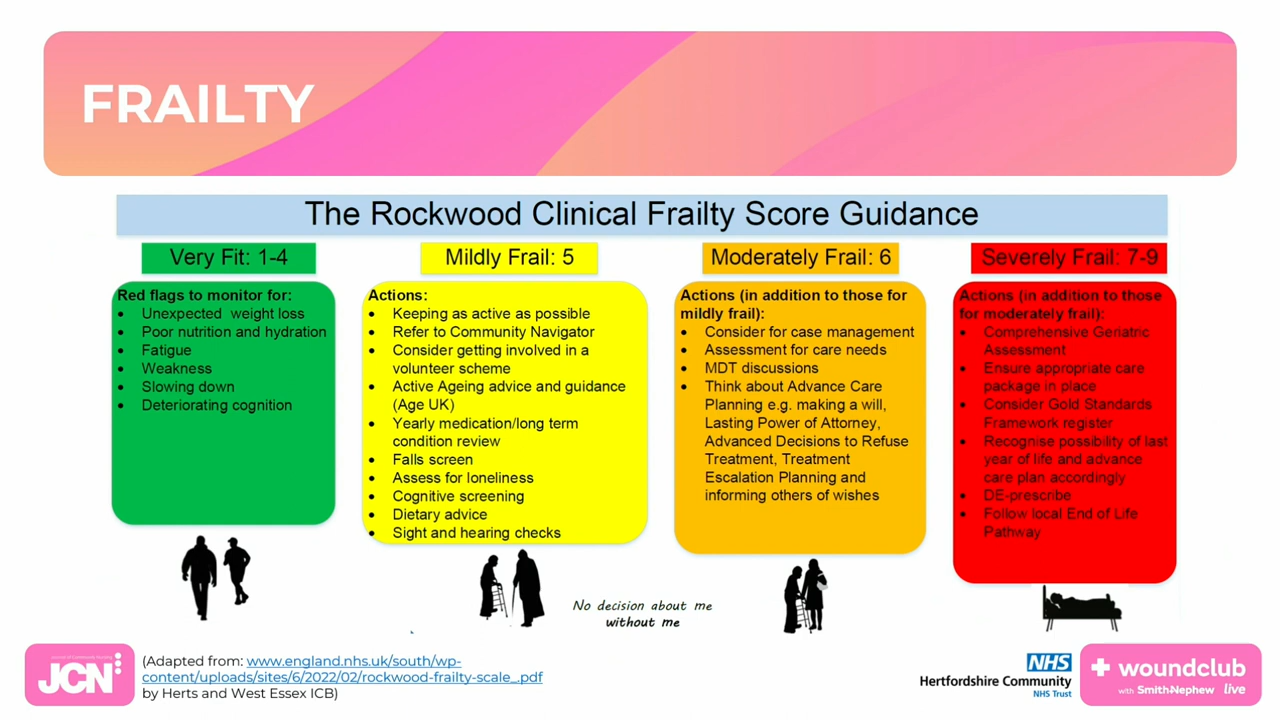 FRAILTY
The Rockwood Clinical Frailty Score Guidance
Very Fit: 1-4
Red flags to monitor for:
• Unexpected weight loss
• Poor nutrition and hydration
• Fatigue
• Weakness
• Slowing down
• Deteriorating cognition
Mildly Frail: 5
Actions:
• Keeping as active as possible
• Refer to Community Navigator
• Consider getting involved in a
volunteer scheme
• Active Ageing advice and guidance
(Age UK)
• Yearly medication/long term
condition review
• Falls screen
• Assess for loneliness
• Cognitive screening
• Dietary advice
• Sight and hearing checks
Moderately Frail: 6
Actions (in addition to those for
mildly frail):
• Consider for case management
• Assessment for care needs
• MDT discussions
• Think about Advance Care
Planning e.g. making a will,
Lasting Power of Attorney,
Advanced Decisions to Refuse
Treatment, Treatment
Escalation Planning and
informing others of wishes
Severely Frail: 7-9
Actions (in addition to those
for moderately frail):
• Comprehensive Geriatric
Assessment
• Ensure appropriate care
package in place
• Consider Gold Standards
Framework register
• Recognise possibility of last
year of life and advance
care plan accordingly
• DE-prescribe
• Follow local End of Life
Pathway
No decision about me
without me
Journal of Community Nursing
JCN
(Adapted from: www.england.nhs.uk/south/wp-
content/uploads/sites/6/2022/02/rockwood-frailty-scale_.pdf
by Herts and West Essex ICB)
NHS
Hertfordshire Community
NHS Trust
+ woundclub
with Smith+Nephew live